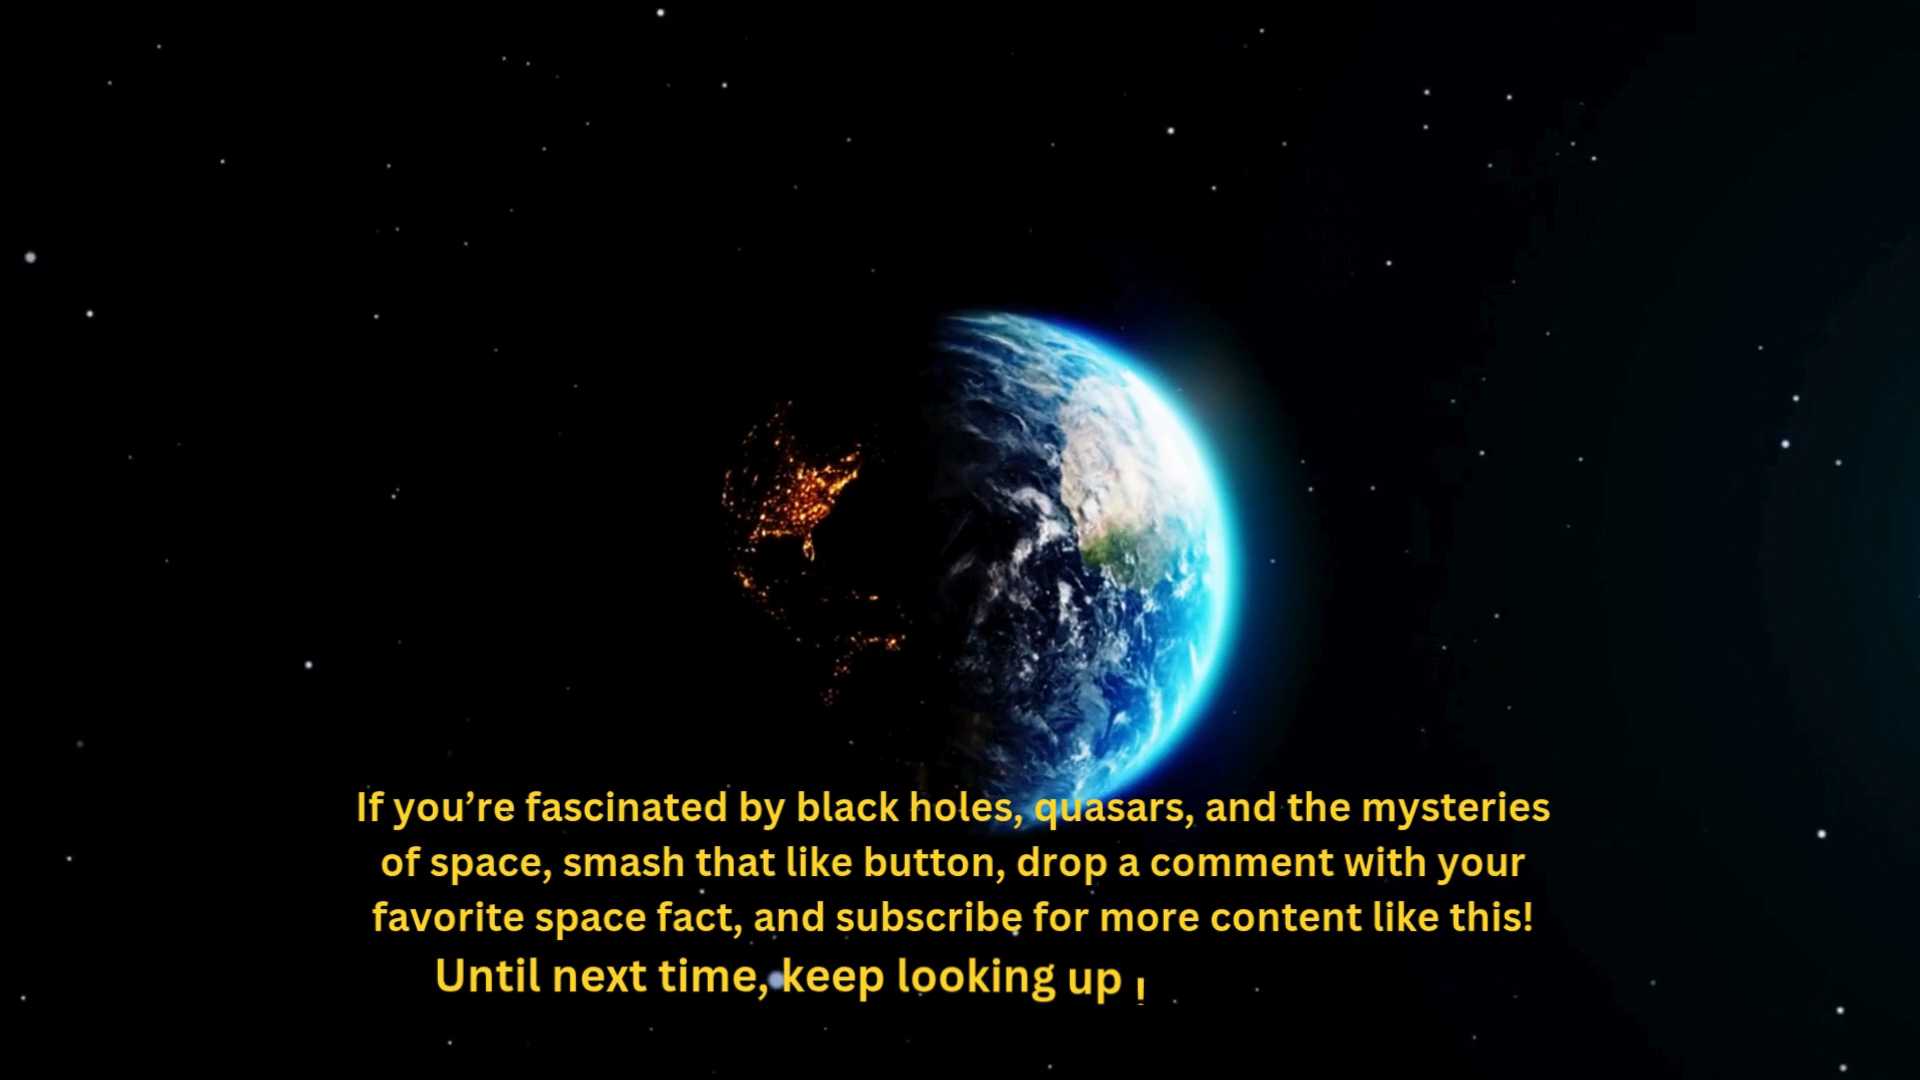 If you’re fascinated by black holes, quasars, and the mysteries
of space, smash that like button, drop a comment with your
favorite space fact, and subscribe for more content like this!
Until next time, keep looking up !